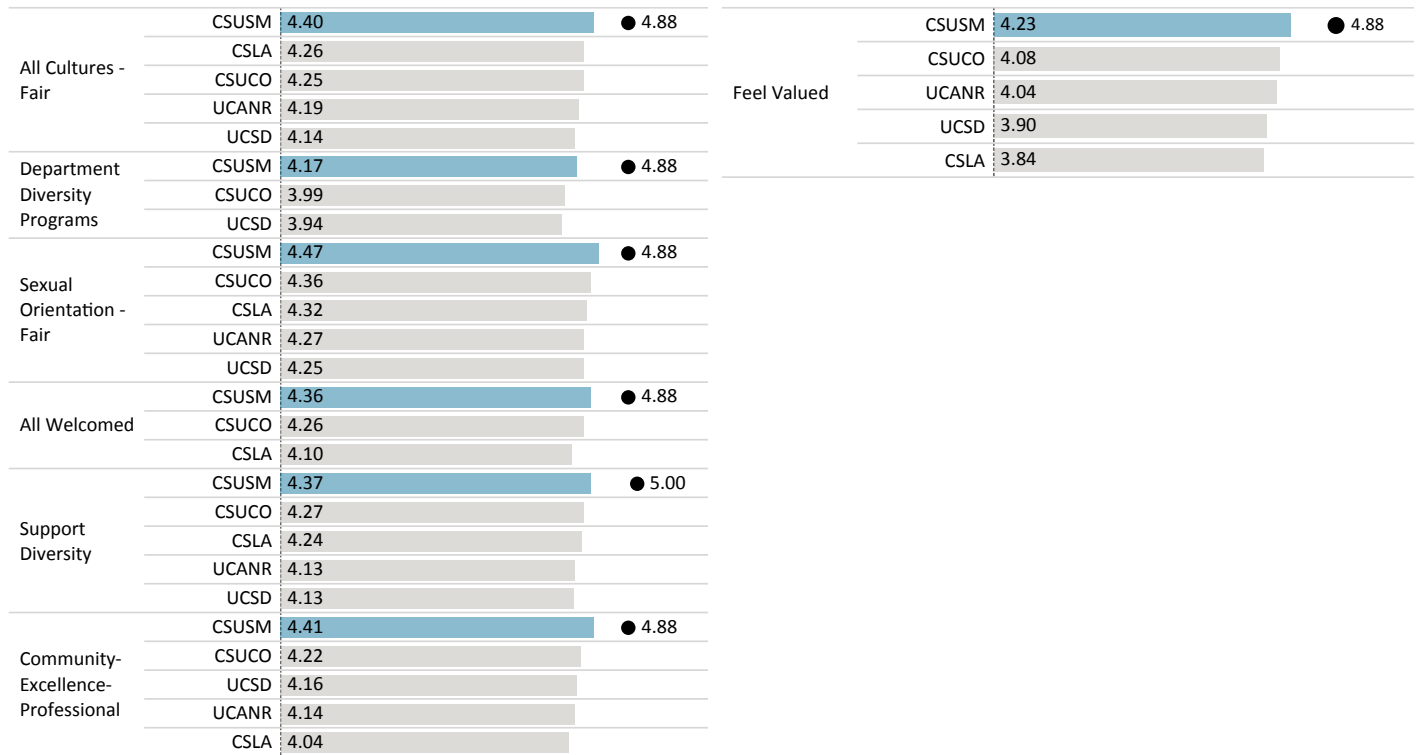 All Cultures -
Fair
CSUSM 4.40 4.88
CSLA 4.26
CSUCO 4.25
UCANR 4.19
UCSD 4.14
Department
Diversity
Programs
CSUSM 4.17 4.88
CSUCO 3.99
UCSD 3.94
Sexual
Orientation -
Fair
CSUSM 4.47 4.88
CSUCO 4.36
CSLA 4.32
UCANR 4.27
UCSD 4.25
All Welcomed
CSUSM 4.36 4.88
CSUCO 4.26
CSLA 4.10
Support
Diversity
CSUSM 4.37 5.00
CSUCO 4.27
CSLA 4.24
UCANR 4.13
UCSD 4.13
Community-
Excellence-
Professional
CSUSM 4.41 4.88
CSUCO 4.22
UCSD 4.16
UCANR 4.14
CSLA 4.04
Feel Valued
CSUSM 4.23 4.88
CSUCO 4.08
UCANR 4.04
UCSD 3.90
CSLA 3.84